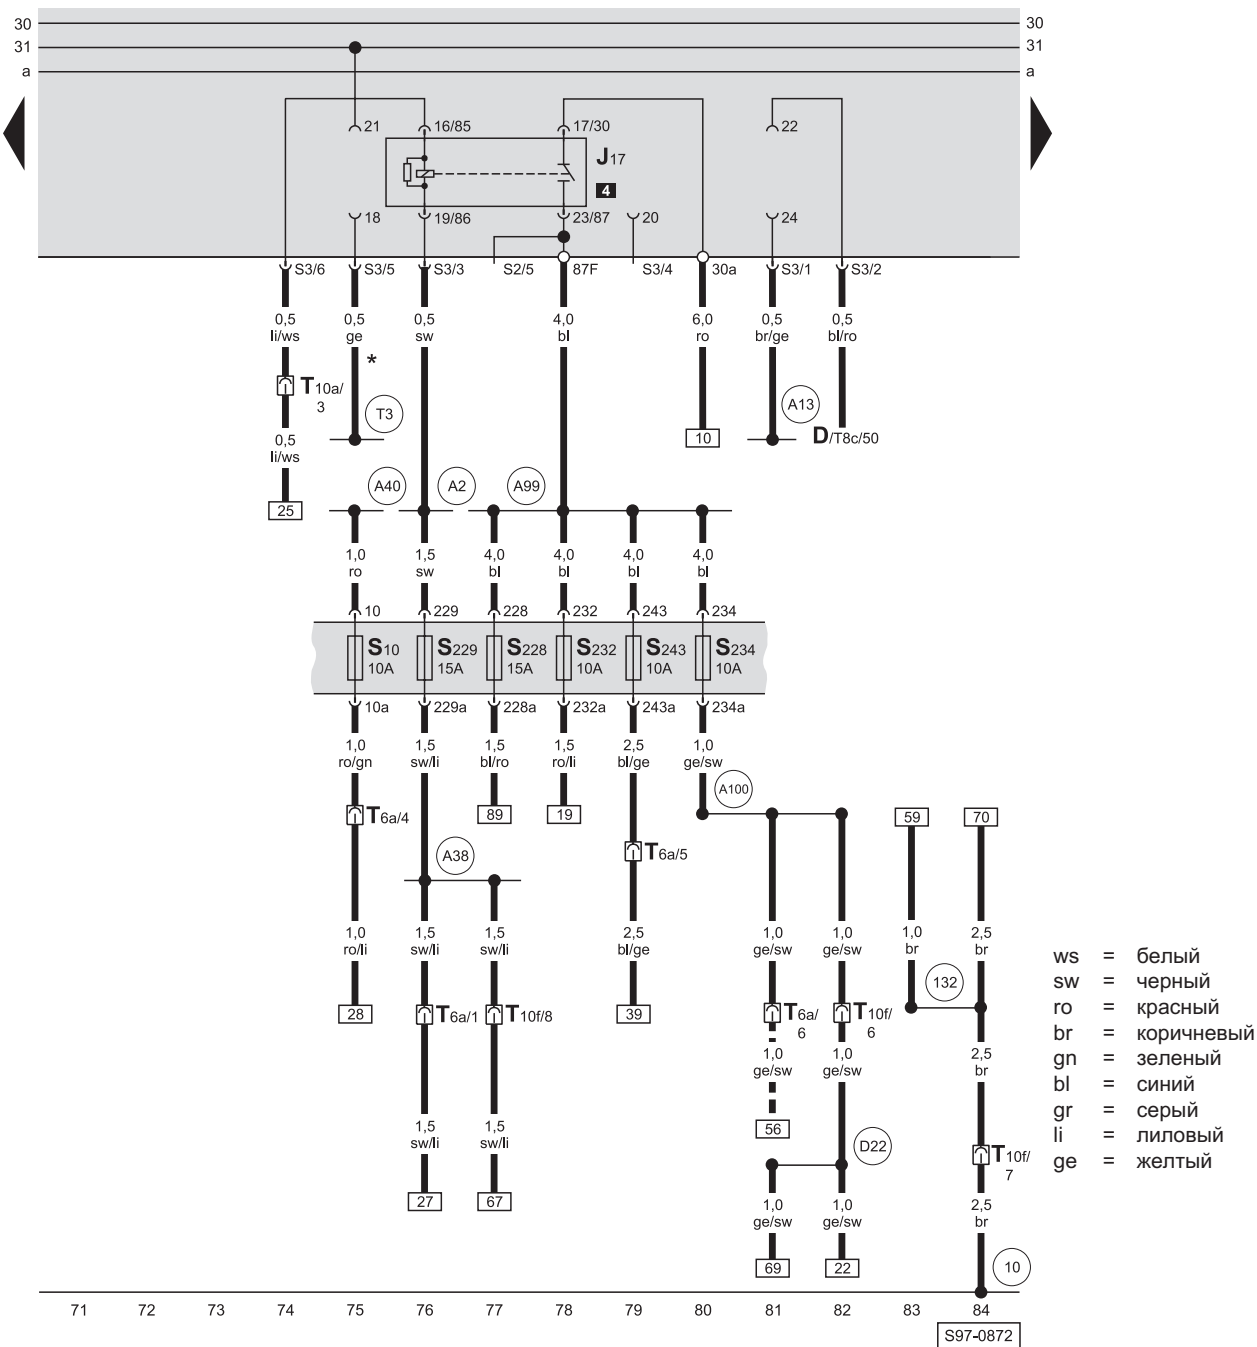 30 30
31 31
a a
21 16/85 17/30 22
J17
4
18 19/86 23/87 20 24
S3/6 S3/5 S3/3 S2/5 87F S3/4 30a S3/1 S3/2
0,5 0,5 0,5 4,0 6,0 0,5 0,5
li/ws ge sw bl ro br/ge bl/ro
*
T10a/
3
T3 A13
10 D/T8c/50
0,5
li/ws
A40 A2 A99
25
1,0 1,5 4,0 4,0 4,0 4,0
ro sw bl bl bl bl
10 229 228 232 243 234
S10 S229 S228 S232 S243 S234
10A 15A 15A 10A 10A 10A
10a 229a 228a 232a 243a 234a
1,0 1,5 1,5 1,5 2,5 1,0
ro/gn sw/li bl/ro ro/li bl/ge ge/sw
A100
T6a/4 89 19 59 70
A38 T6a/5
1,0 1,5 1,5 2,5 1,0 1,0 1,0 2,5
ro/li sw/li sw/li bl/ge ge/sw ge/sw br br
132
28 T6a/1 T10f/8 39 T6a/
6 T10f/
6
1,0 1,0 2,5
ge/sw ge/sw br
ws = белый
sw = черный
ro = красный
br = коричневый
gn = зеленый
bl = синий
gr = серый
li = лиловый
ge = желтый
1,5 1,5 56
sw/li sw/li
D22 T10f/
7
27 67
1,0 1,0 2,5
ge/sw ge/sw br
69 22 10
71 72 73 74 75 76 77 78 79 80 81 82 83 84
S97-0872